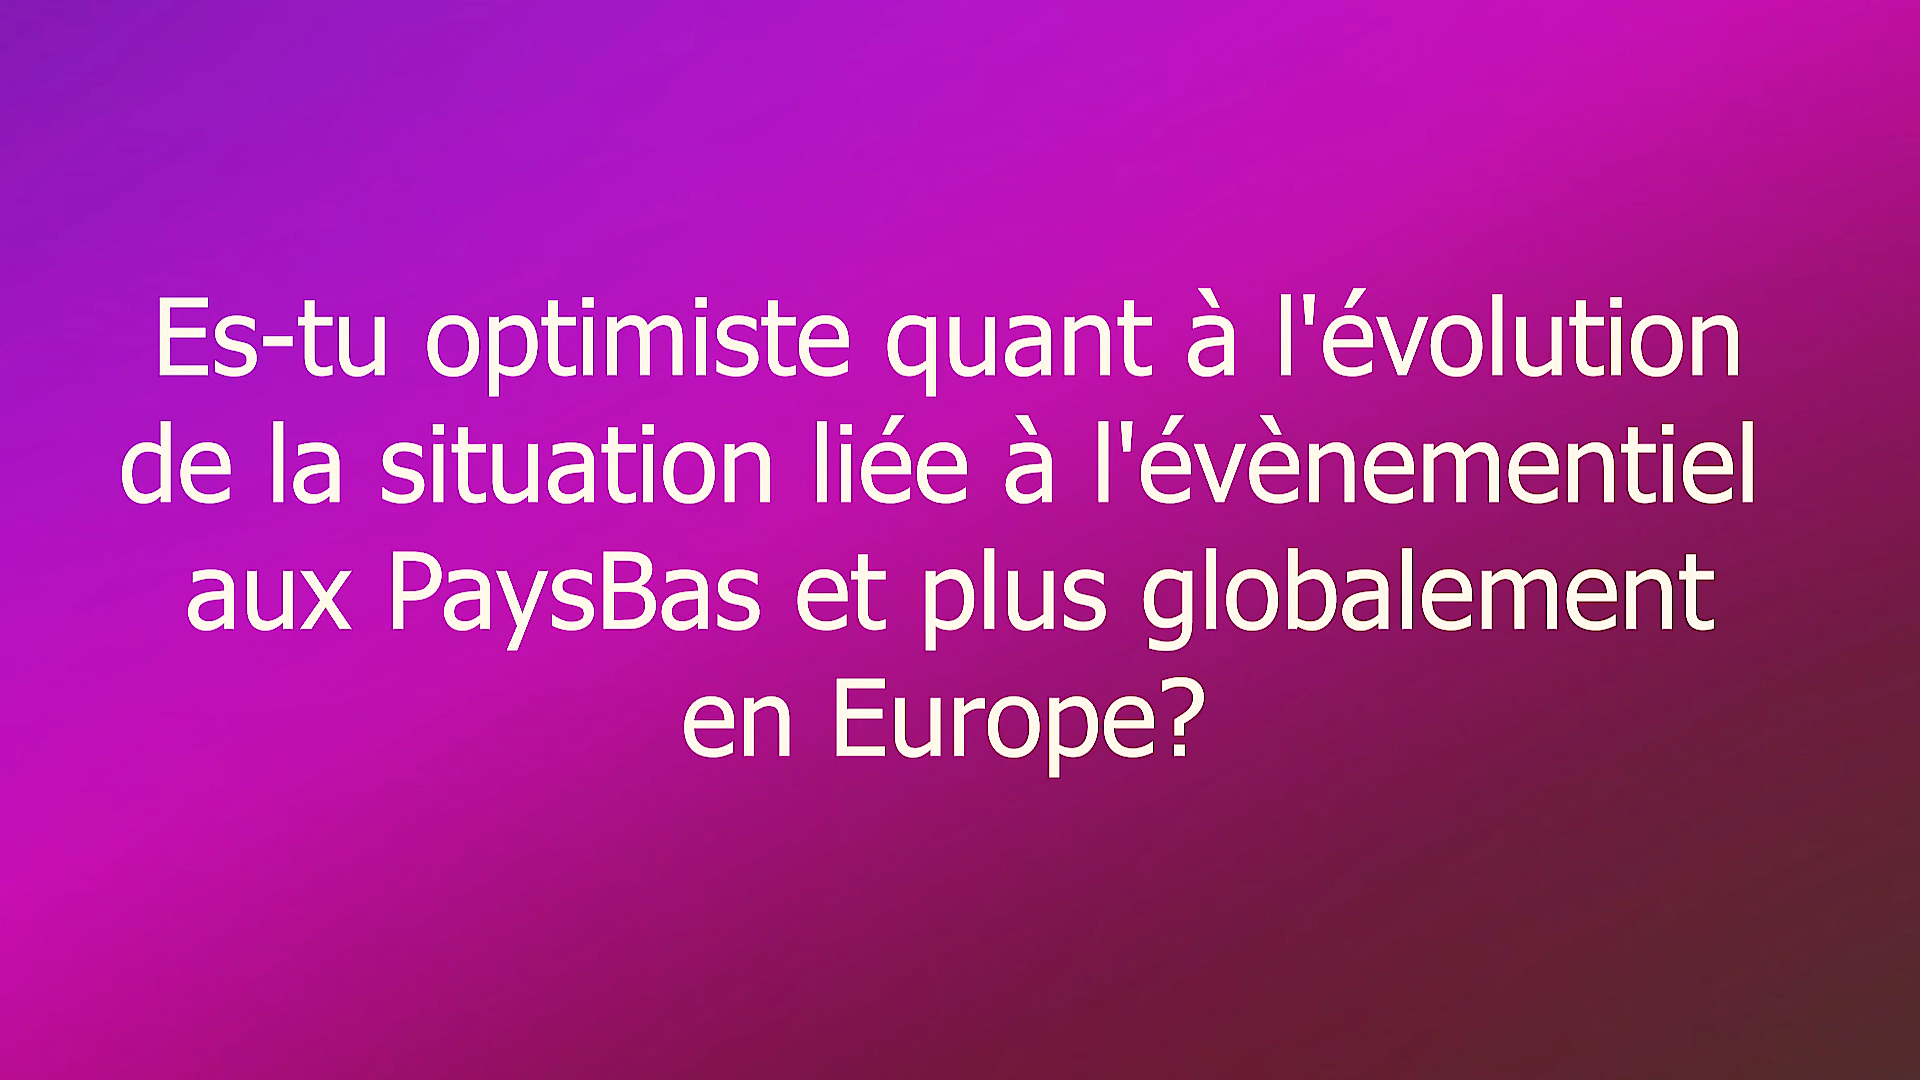 Es-tu optimiste quant à l'évolution
de la situation liée à l'évènementiel
aux PaysBas et plus globalement
en Europe?